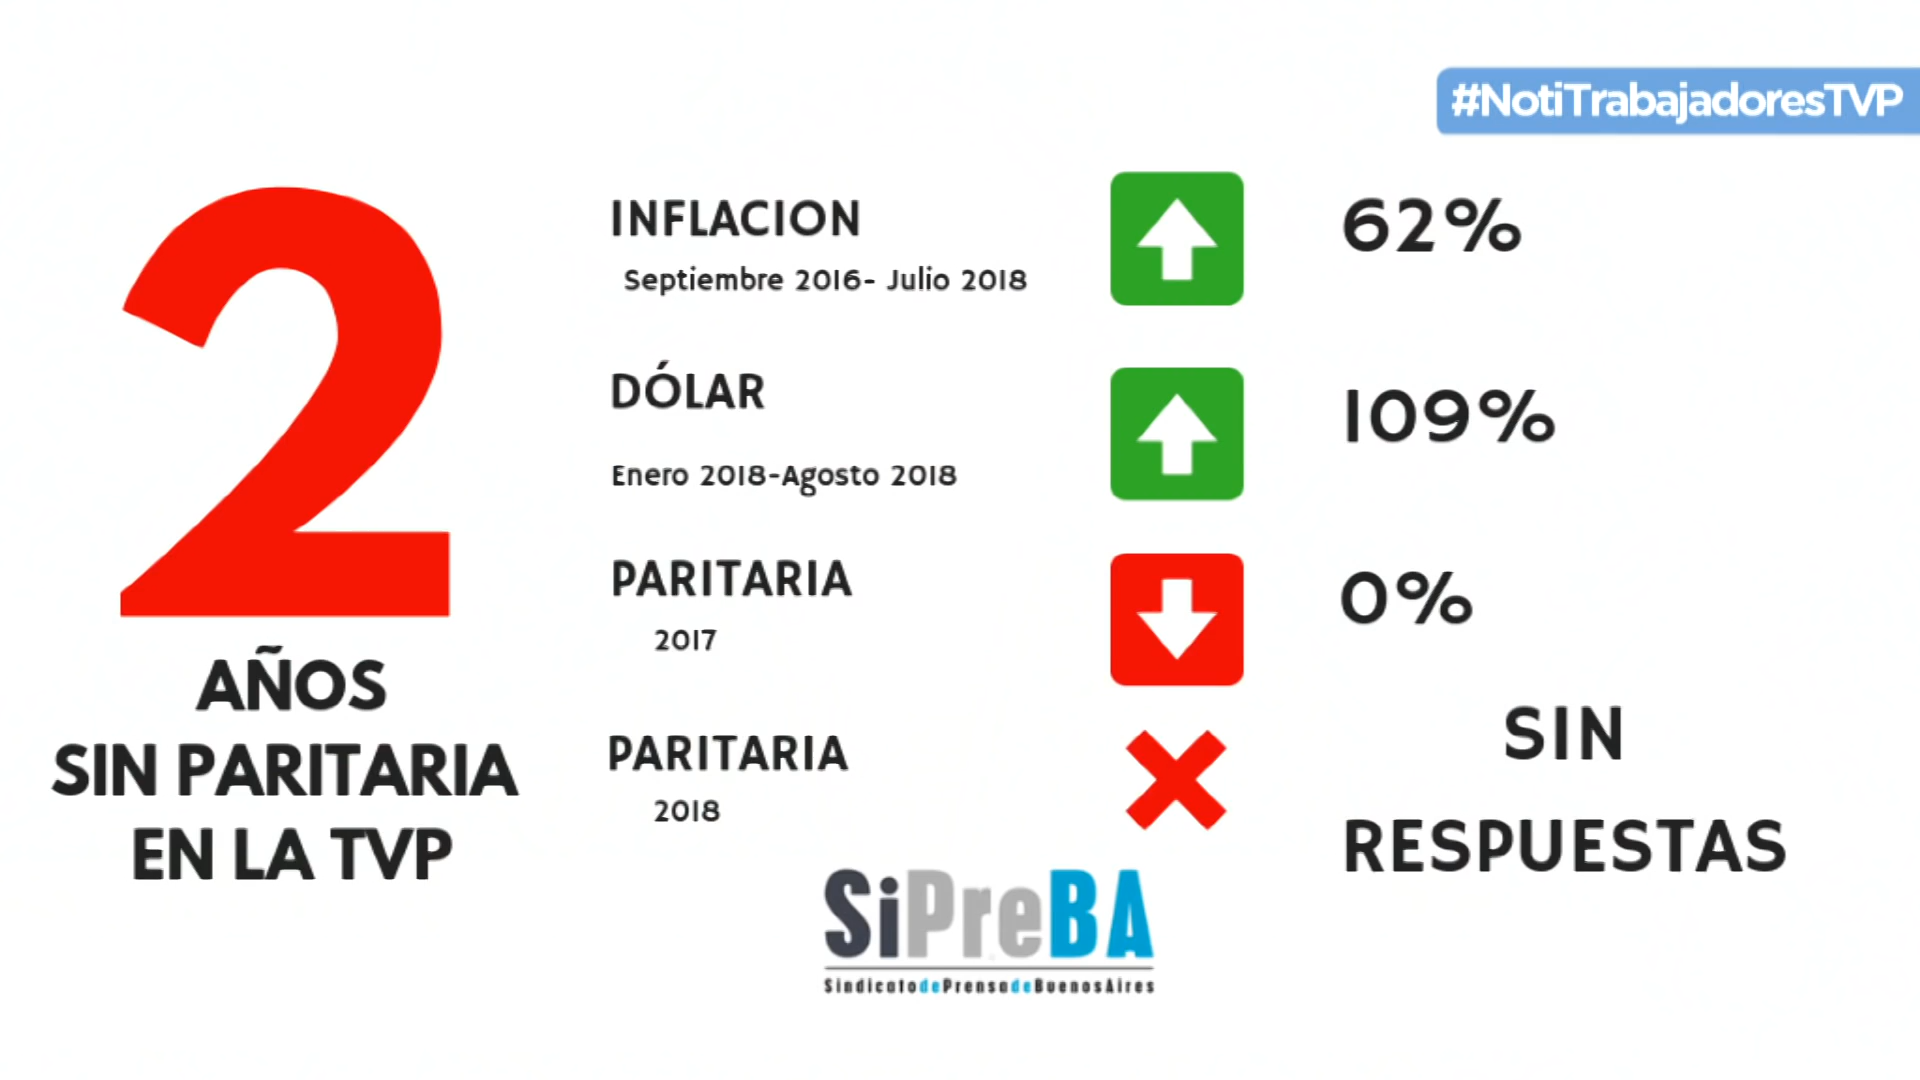 #NotiTrabajadoresTVP
2
AÑOS
SIN PARITARIA
EN LA TVP
INFLACION
Septiembre 2016- Julio 2018
62%
DÓLAR
Enero 2018-Agosto 2018
109%
PARITARIA
2017
0%
PARITARIA
2018
SIN
RESPUESTAS
SiPreBA
SindicatodePrensadeBuenosAires